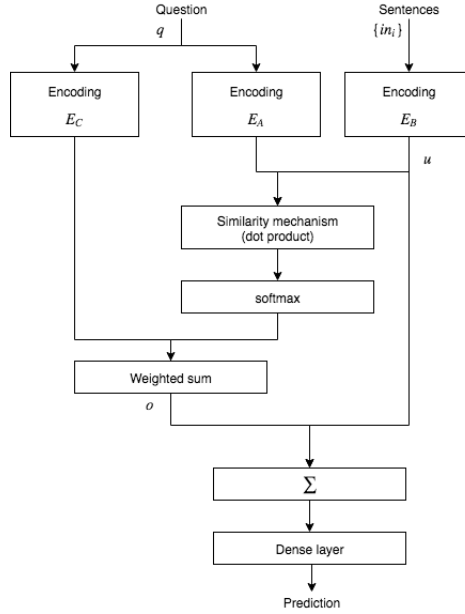 Question
Sentences
q
{in_i}
Encoding
E_C
Encoding
E_A
Encoding
E_B
u
Similarity mechanism
(dot product)
softmax
Weighted sum
o
Σ
Dense layer
Prediction